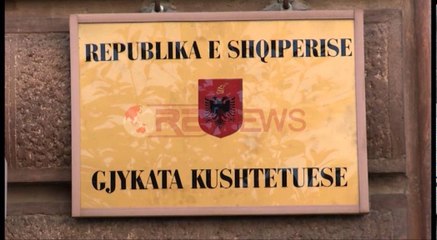 REPUBLIKA E SHQIPERISE
GJYKATA KUSHTETUESE